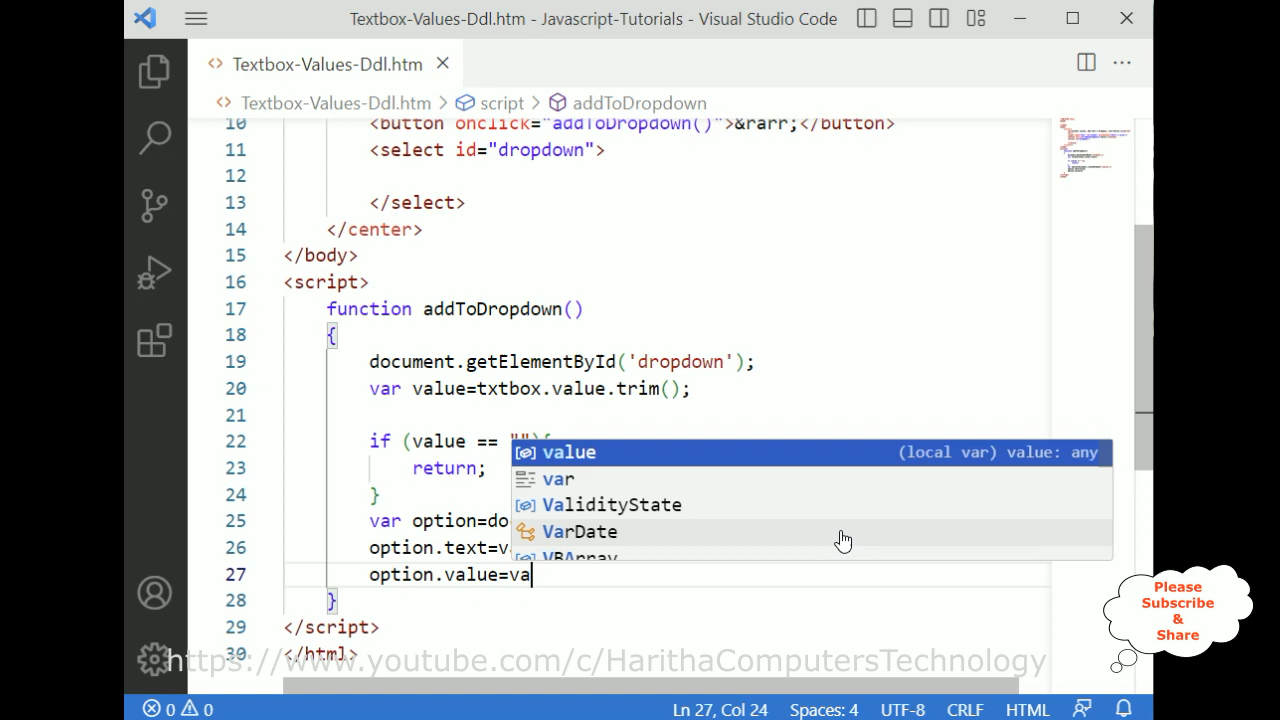 Textbox-Values-Ddl.htm - Javascript-Tutorials - Visual Studio Code
Textbox-Values-Ddl.htm
Textbox-Values-Ddl.htm > script > addToDropdown
10 <button onclick="addToDropdown()">&rarr;</button>
11 <select id="dropdown">
12
13 </select>
14 </center>
15 </body>
16 <script>
17 function addToDropdown()
18 {
19 document.getElementById('dropdown');
20 var value=txtbox.value.trim();
21
22 if (value == ""){
23 return;
24 }
25 var option=do
26 option.text=v
27 option.value=va
28 }
29 </script>
30 </html>
value (local var) value: any
var
ValidityState
VarDate
VBArray
Please
Subscribe
&
Share
https://www.youtube.com/c/HarithaComputersTechnology
0 0 Ln 27, Col 24 Spaces: 4 UTF-8 CRLF HTML